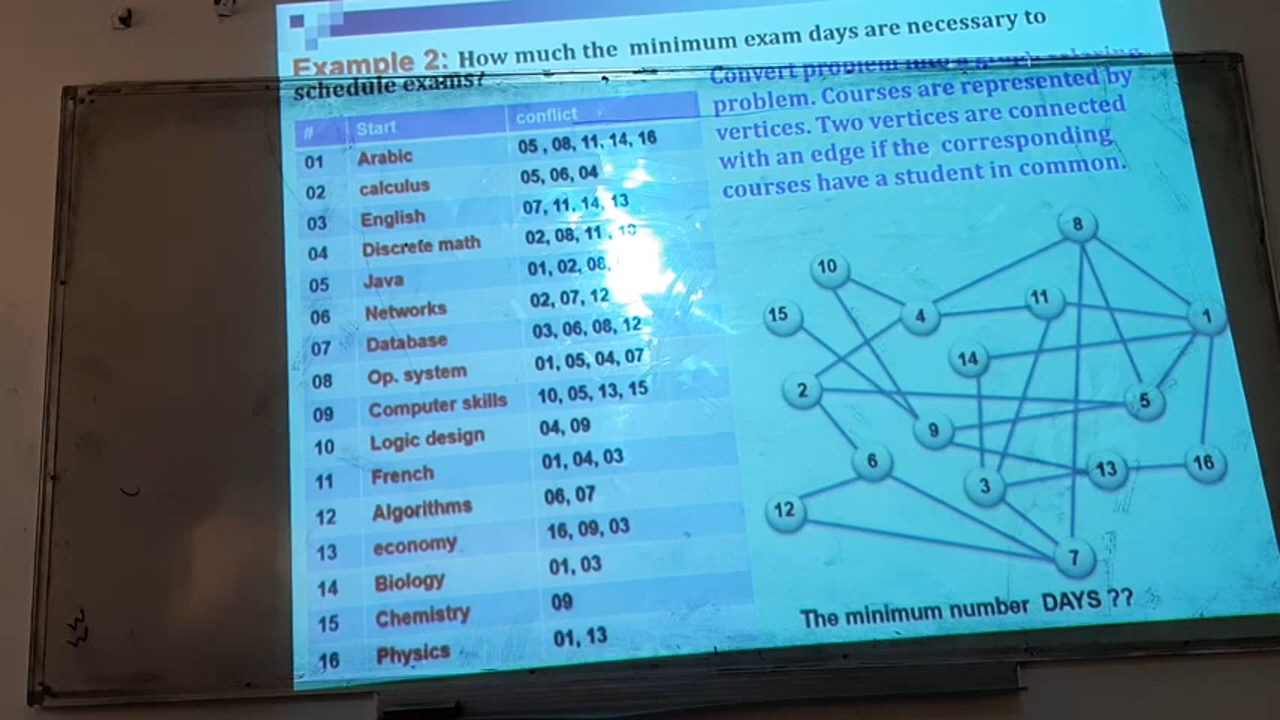 Example 2: How much the minimum exam days are necessary to
schedule exams?
Convert problem into a graph coloring
problem. Courses are represented by
vertices. Two vertices are connected
with an edge if the corresponding
courses have a student in common.
# Start conflict
01 Arabic 05 , 08, 11, 14, 16
02 calculus 05, 06, 04
03 English 07, 11, 14, 13
04 Discrete math 02, 08, 11 , 10
05 Java 01, 02, 08,
06 Networks 02, 07, 12
07 Database 03, 06, 08, 12
08 Op. system 01, 05, 04, 07
09 Computer skills 10, 05, 13, 15
10 Logic design 04, 09
11 French 01, 04, 03
12 Algorithms 06, 07
13 economy 16, 09, 03
14 Biology 01, 03
15 Chemistry 09
16 Physics 01, 13
8
10
11
15
4
1
14
2
5
9
6
13
16
3
12
7
The minimum number DAYS ??